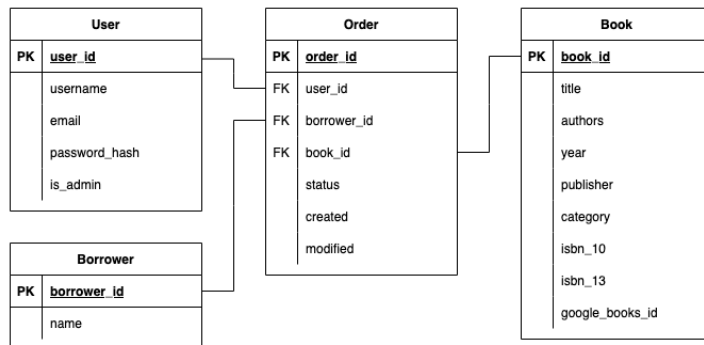 User
PK user_id
username
email
password_hash
is_admin
Order
PK order_id
FK user_id
FK borrower_id
FK book_id
status
created
modified
Book
PK book_id
title
authors
year
publisher
category
isbn_10
isbn_13
google_books_id
Borrower
PK borrower_id
name